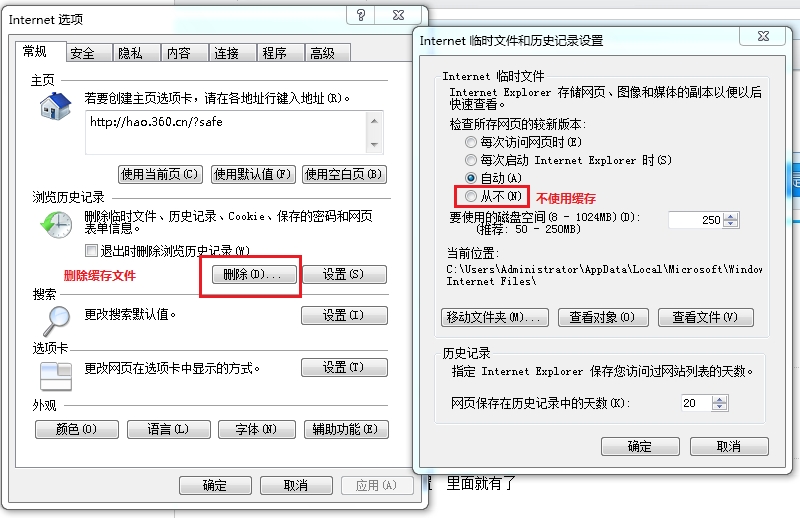 Internet 选项
常规 安全 隐私 内容 连接 程序 高级
主页
若要创建主页选项卡，请在各地址行键入地址(R)。
http://hao.360.cn/?safe
使用当前页(C) 使用默认值(F) 使用空白页(B)
浏览历史记录
删除临时文件、历史记录、Cookie、保存的密码和网页
表单信息。
退出时删除浏览历史记录(W)
删除缓存文件
删除(D)... 设置(S)
搜索
更改搜索默认值。
设置(I)
选项卡
更改网页在选项卡中显示的方式。
设置(T)
外观
颜色(O) 语言(L) 字体(N) 辅助功能(E)
确定 取消 应用(A)
Internet 临时文件和历史记录设置
Internet 临时文件
Internet Explorer 存储网页、图像和媒体的副本以便以后
快速查看。
检查所存网页的较新版本:
每次访问网页时(E)
每次启动 Internet Explorer 时(S)
自动(A)
从不(N) 不使用缓存
要使用的磁盘空间(8 - 1024MB)(D): 250
(推荐: 50 - 250MB)
当前位置:
C:\Users\Administrator\AppData\Local\Microsoft\Window
Internet Files\
移动文件夹(M)... 查看对象(O) 查看文件(V)
历史记录
指定 Internet Explorer 保存您访问过网站列表的天数。
网页保存在历史记录中的天数(K): 20
确定 取消
里面就有了